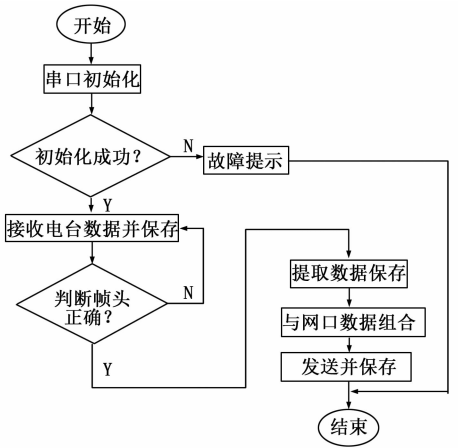 开始
串口初始化
初始化成功？
N
故障提示
Y
接收电台数据并保存
判断帧头
正确？
N
Y
提取数据保存
与网口数据组合
发送并保存
结束